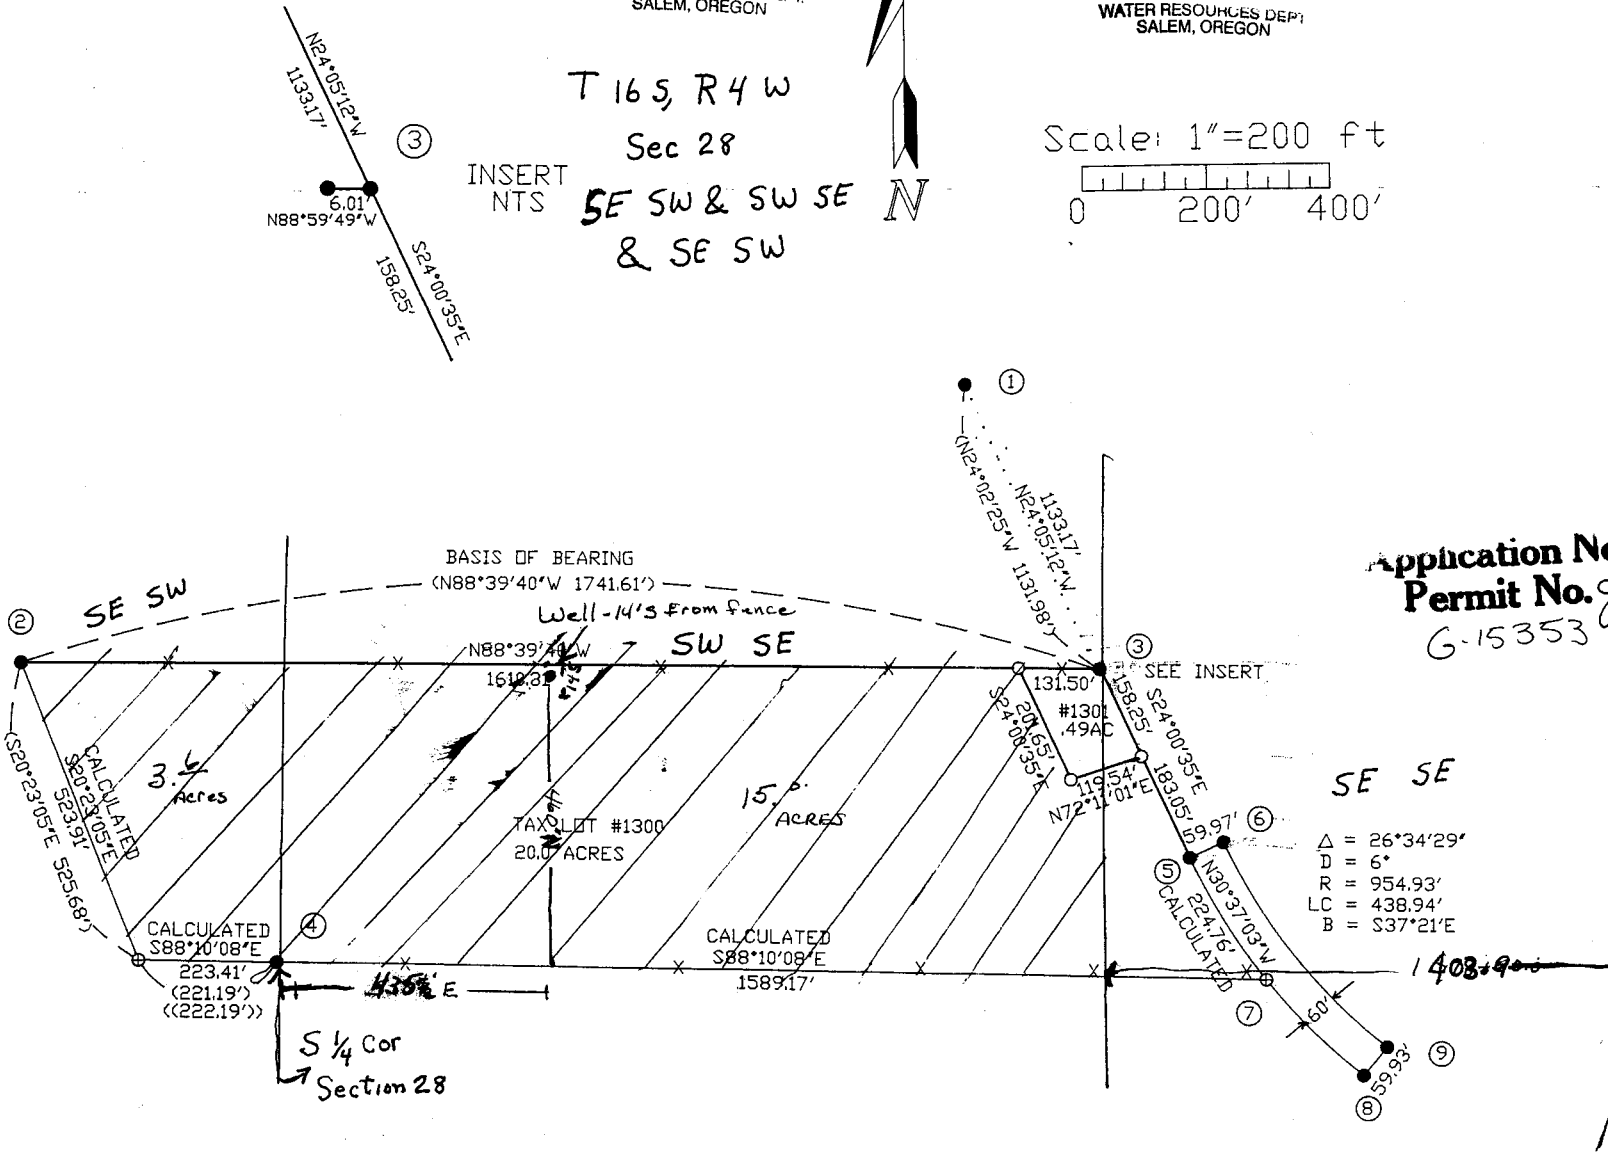 SALEM, OREGON
WATER RESOURCES DEPT
SALEM, OREGON
N24°05'12"W
1133.17'
3
INSERT
NTS
6.01'
N88°59'49"W
S24°00'35"E
158.25'
T 16 S, R 4 W
Sec 28
SE SW & SW SE
& SE SW
N
Scale: 1"=200 ft
0 200' 400'
1
(N24°02'25"W 1131.98')
N24°05'12"W
1133.17'
Application No
Permit No.
G-15353
BASIS OF BEARING
(N88°39'40"W 1741.61')
Well-14'S from fence
SE SW
SW SE
2
N88°39'40"W
1610.31'
3
SEE INSERT
131.50'
#1301
.49AC
158.25'
S24°00'35"E
201.65'
S24°00'35"E
119.54'
N72°11'01"E
183.05'
59.97'
6
5
SE SE
Δ = 26°34'29"
D = 6°
R = 954.93'
LC = 438.94'
B = S37°21'E
CALCULATED
S20°23'05"E
523.91'
(S20°23'05"E 525.68')
3.6
Acres
15.0
ACRES
TAX LOT #1300
20.0 ACRES
460' N
CALCULATED
S88°10'08"E
223.41'
(221.19')
((222.19'))
4
CALCULATED
S88°10'08"E
1589.17'
N30°37'03"W
224.76'
CALCULATED
7
60'
9
59.93'
8
E
S 1/4 Cor
Section 28